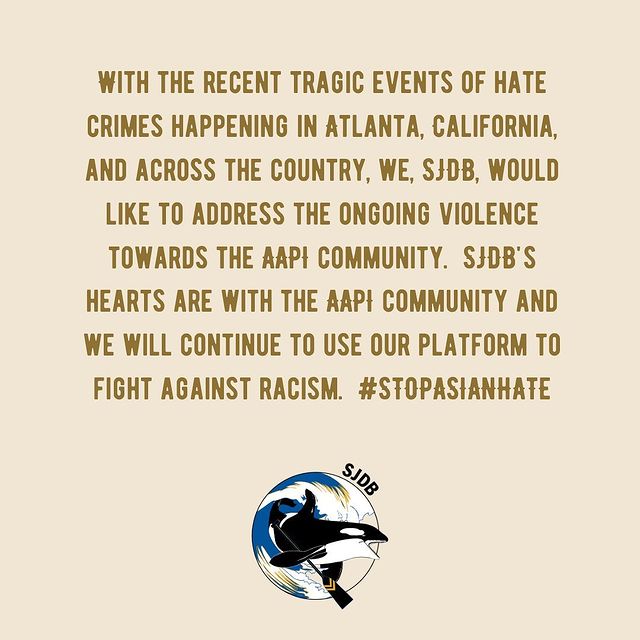 With the recent tragic events of hate
crimes happening in Atlanta, California,
and across the country, we, SJDB, would
like to address the ongoing violence
towards the AAPI community. SJDB's
hearts are with the AAPI community and
we will continue to use our platform to
fight against racism. #STOPASIANHATE
SJDB